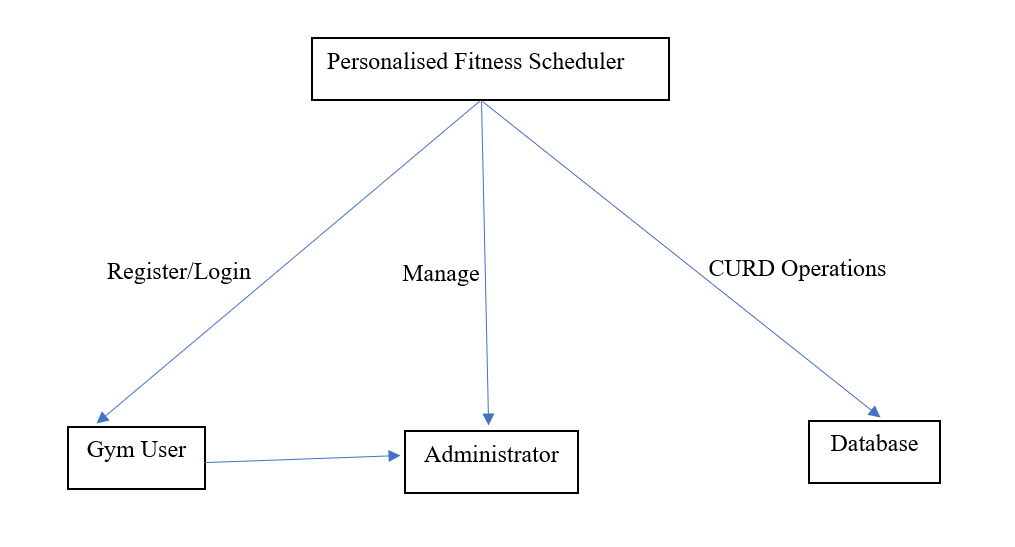 Personalised Fitness Scheduler
Register/Login
Manage
CURD Operations
Gym User
Administrator
Database